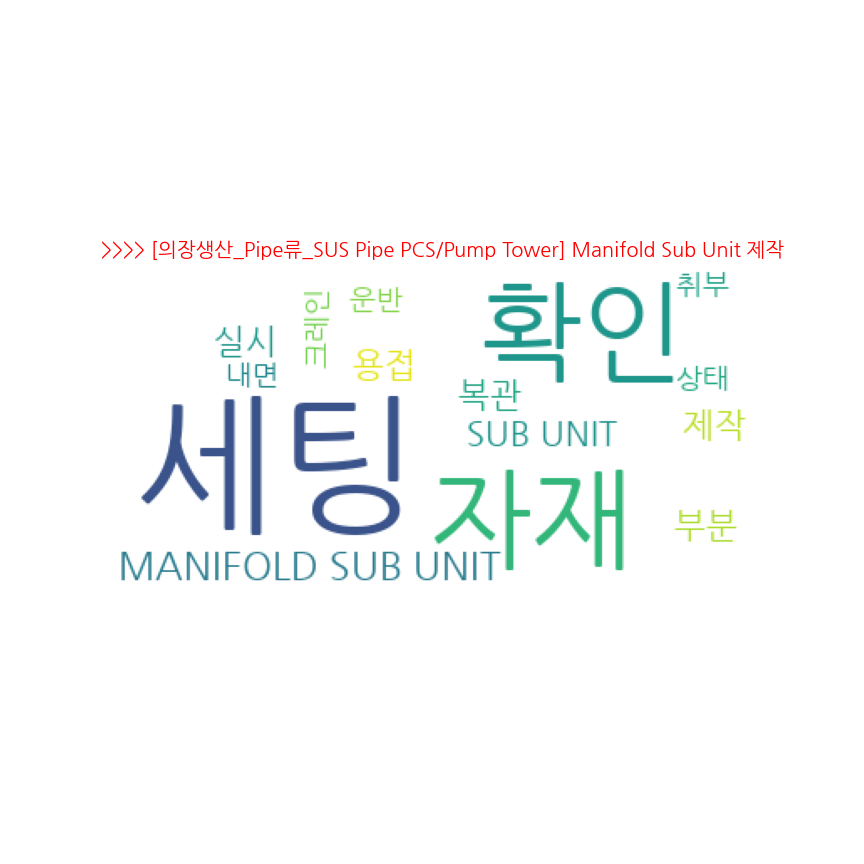 >>>> [의장생산_Pipe류_SUS Pipe PCS/Pump Tower] Manifold Sub Unit 제작
확인
취부
운반
크레인
실시
용접
내면
상태
복관
세팅
제작
SUB UNIT
자재
부분
MANIFOLD SUB UNIT